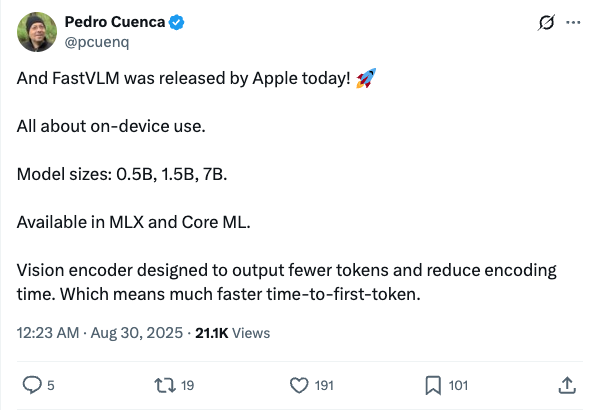 Pedro Cuenca
@pcuenq
And FastVLM was released by Apple today! 🚀
All about on-device use.
Model sizes: 0.5B, 1.5B, 7B.
Available in MLX and Core ML.
Vision encoder designed to output fewer tokens and reduce encoding
time. Which means much faster time-to-first-token.
12:23 AM · Aug 30, 2025 · 21.1K Views
5 19 191 101